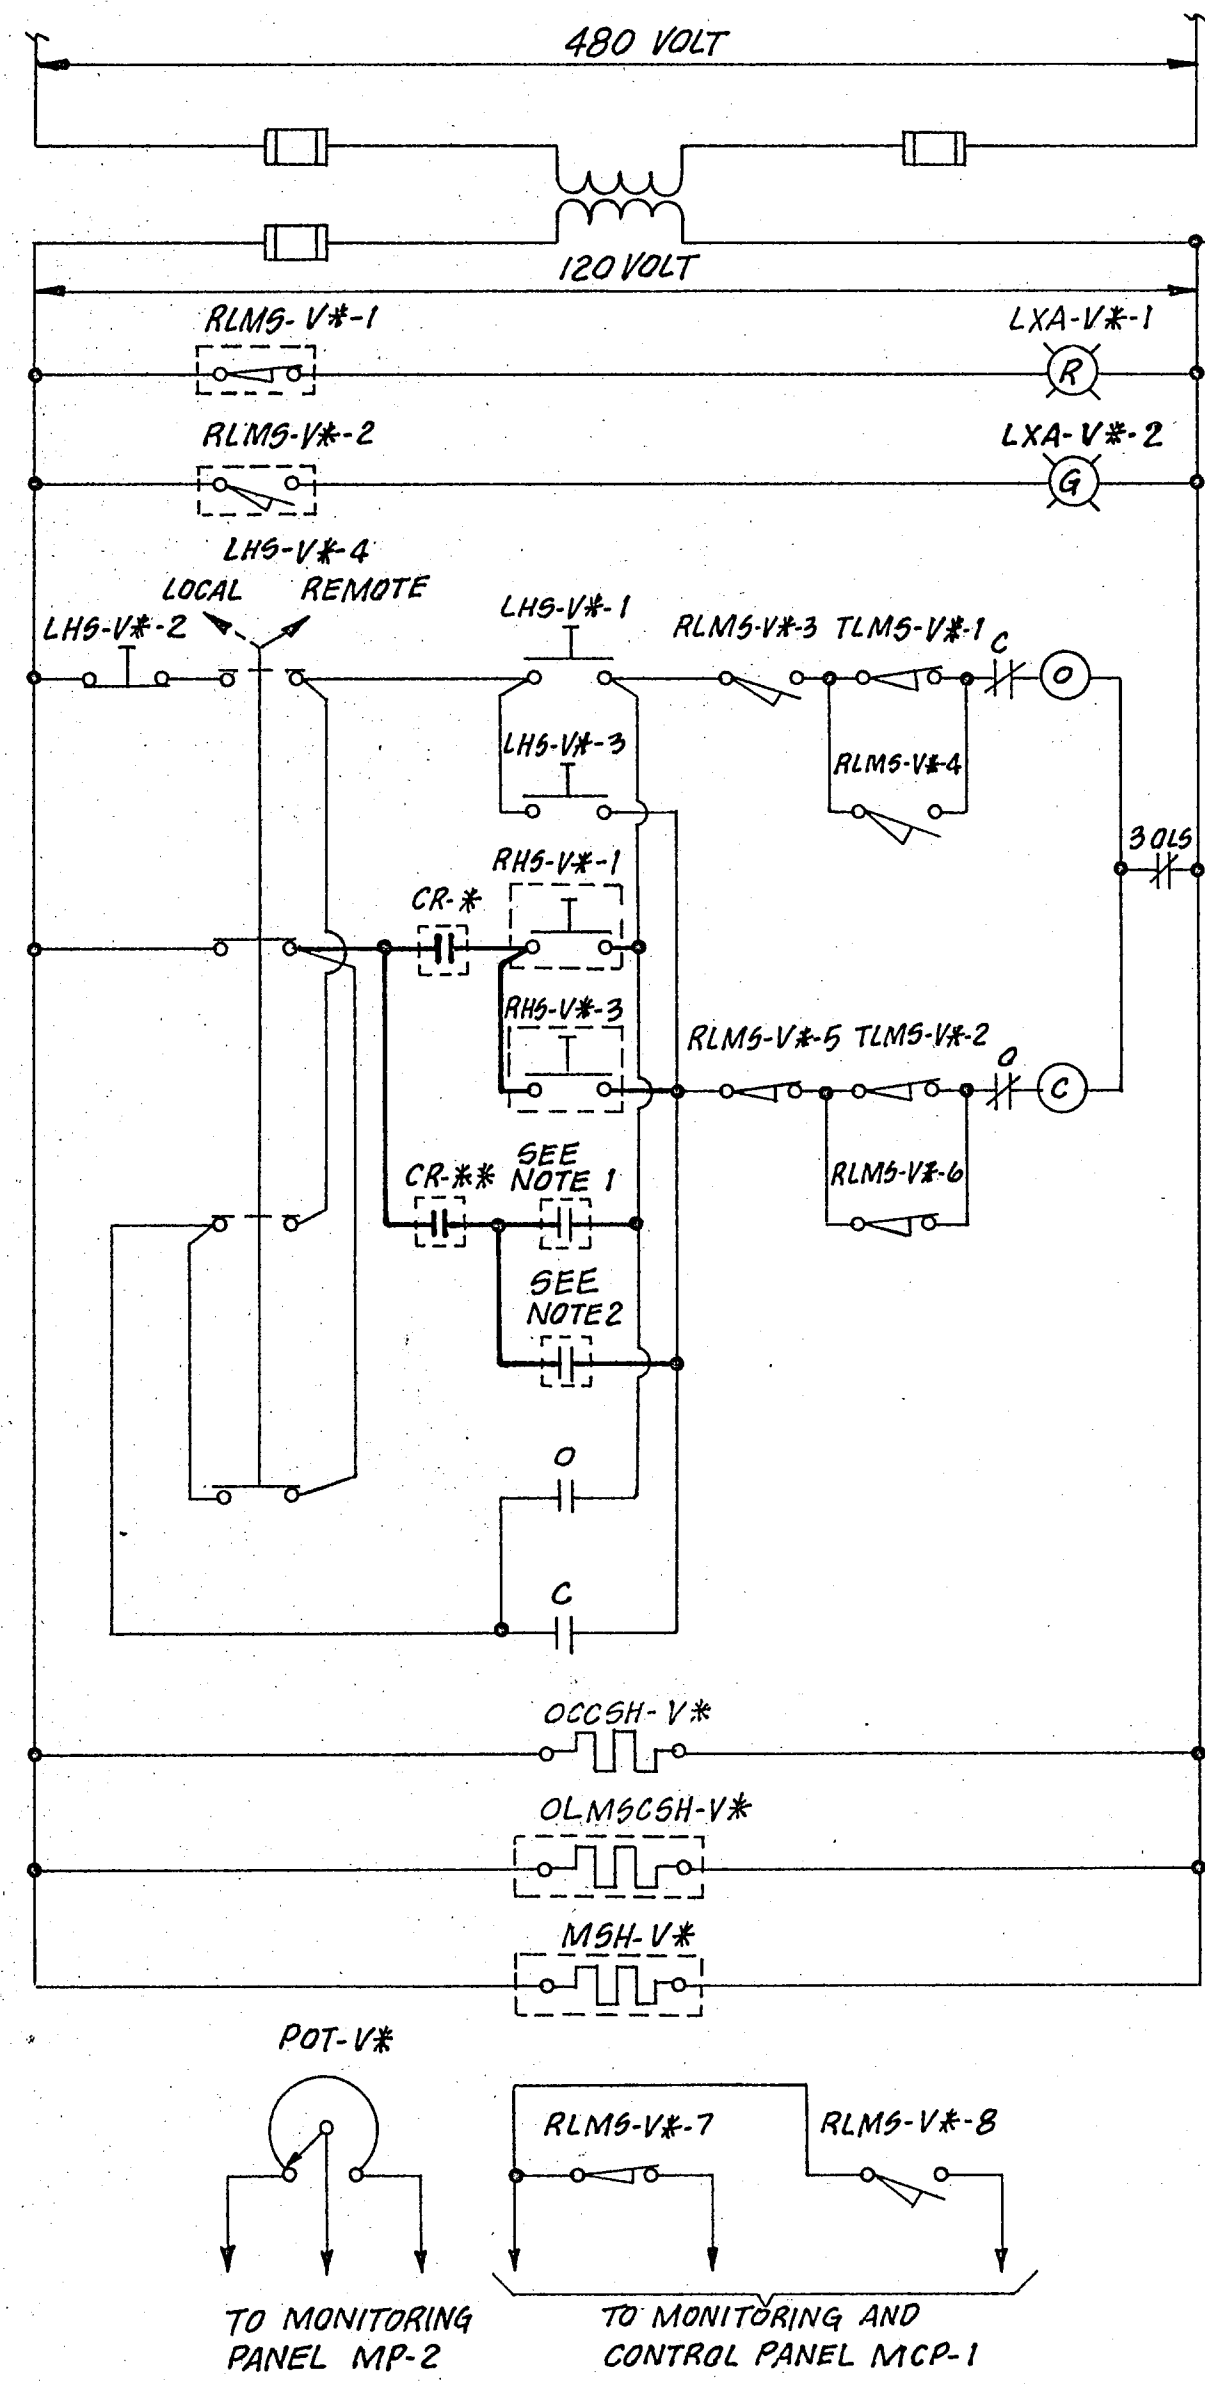 480 VOLT
120 VOLT
RLMS-V*-1
LXA-V*-1
R
RLMS-V*-2
LXA-V*-2
G
LHS-V*-4
LOCAL REMOTE
LHS-V*-2
LHS-V*-1
RLMS-V*-3 TLMS-V*-1 C
O
LHS-V*-3
RLMS-V*-4
3 OLS
RHS-V*-1
CR-*
RHS-V*-3
RLMS-V*-5 TLMS-V*-2 O
C
CR-**
SEE
NOTE 1
RLMS-V*-6
SEE
NOTE 2
O
C
OCCSH-V*
OLMSCSH-V*
MSH-V*
POT-V*
RLMS-V*-7
RLMS-V*-8
TO MONITORING
PANEL MP-2
TO MONITORING AND
CONTROL PANEL MCP-1